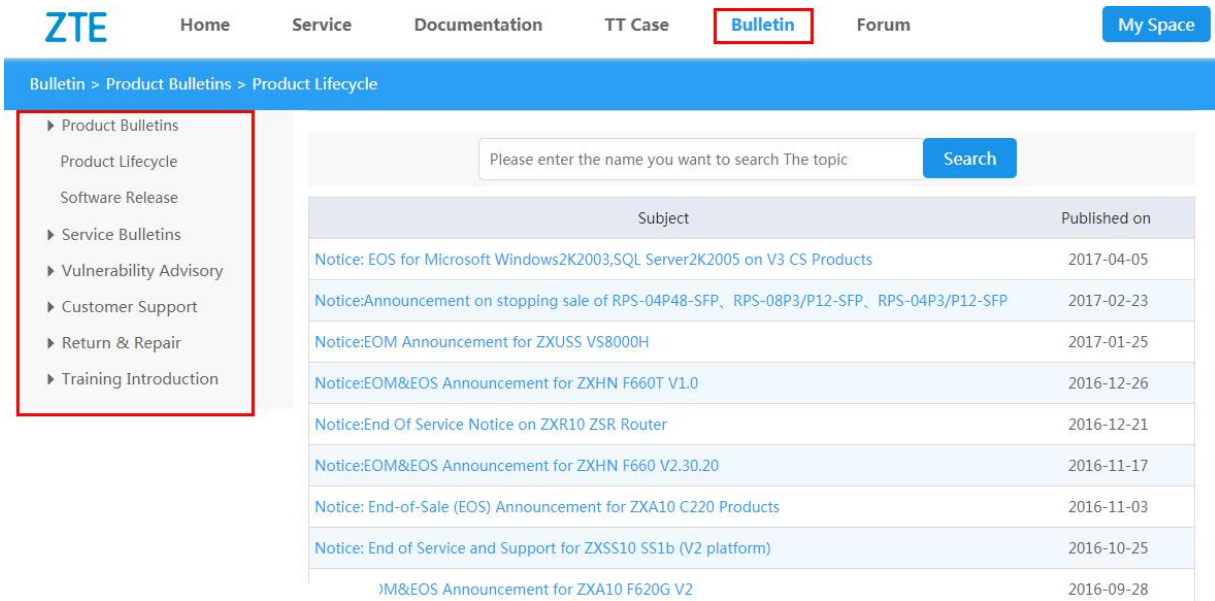 ZTE Home Service Documentation TT Case Bulletin Forum My Space
Bulletin > Product Bulletins > Product Lifecycle
Product Bulletins
Product Lifecycle
Software Release
Service Bulletins
Vulnerability Advisory
Customer Support
Return & Repair
Training Introduction
Please enter the name you want to search The topic Search
Subject Published on
Notice: EOS for Microsoft Windows2K2003,SQL Server2K2005 on V3 CS Products 2017-04-05
Notice:Announcement on stopping sale of RPS-04P48-SFP、RPS-08P3/P12-SFP、RPS-04P3/P12-SFP 2017-02-23
Notice:EOM Announcement for ZXUSS VS8000H 2017-01-25
Notice:EOM&EOS Announcement for ZXHN F660T V1.0 2016-12-26
Notice:End Of Service Notice on ZXR10 ZSR Router 2016-12-21
Notice:EOM&EOS Announcement for ZXHN F660 V2.30.20 2016-11-17
Notice: End-of-Sale (EOS) Announcement for ZXA10 C220 Products 2016-11-03
Notice: End of Service and Support for ZXSS10 SS1b (V2 platform) 2016-10-25
M&EOS Announcement for ZXA10 F620G V2 2016-09-28